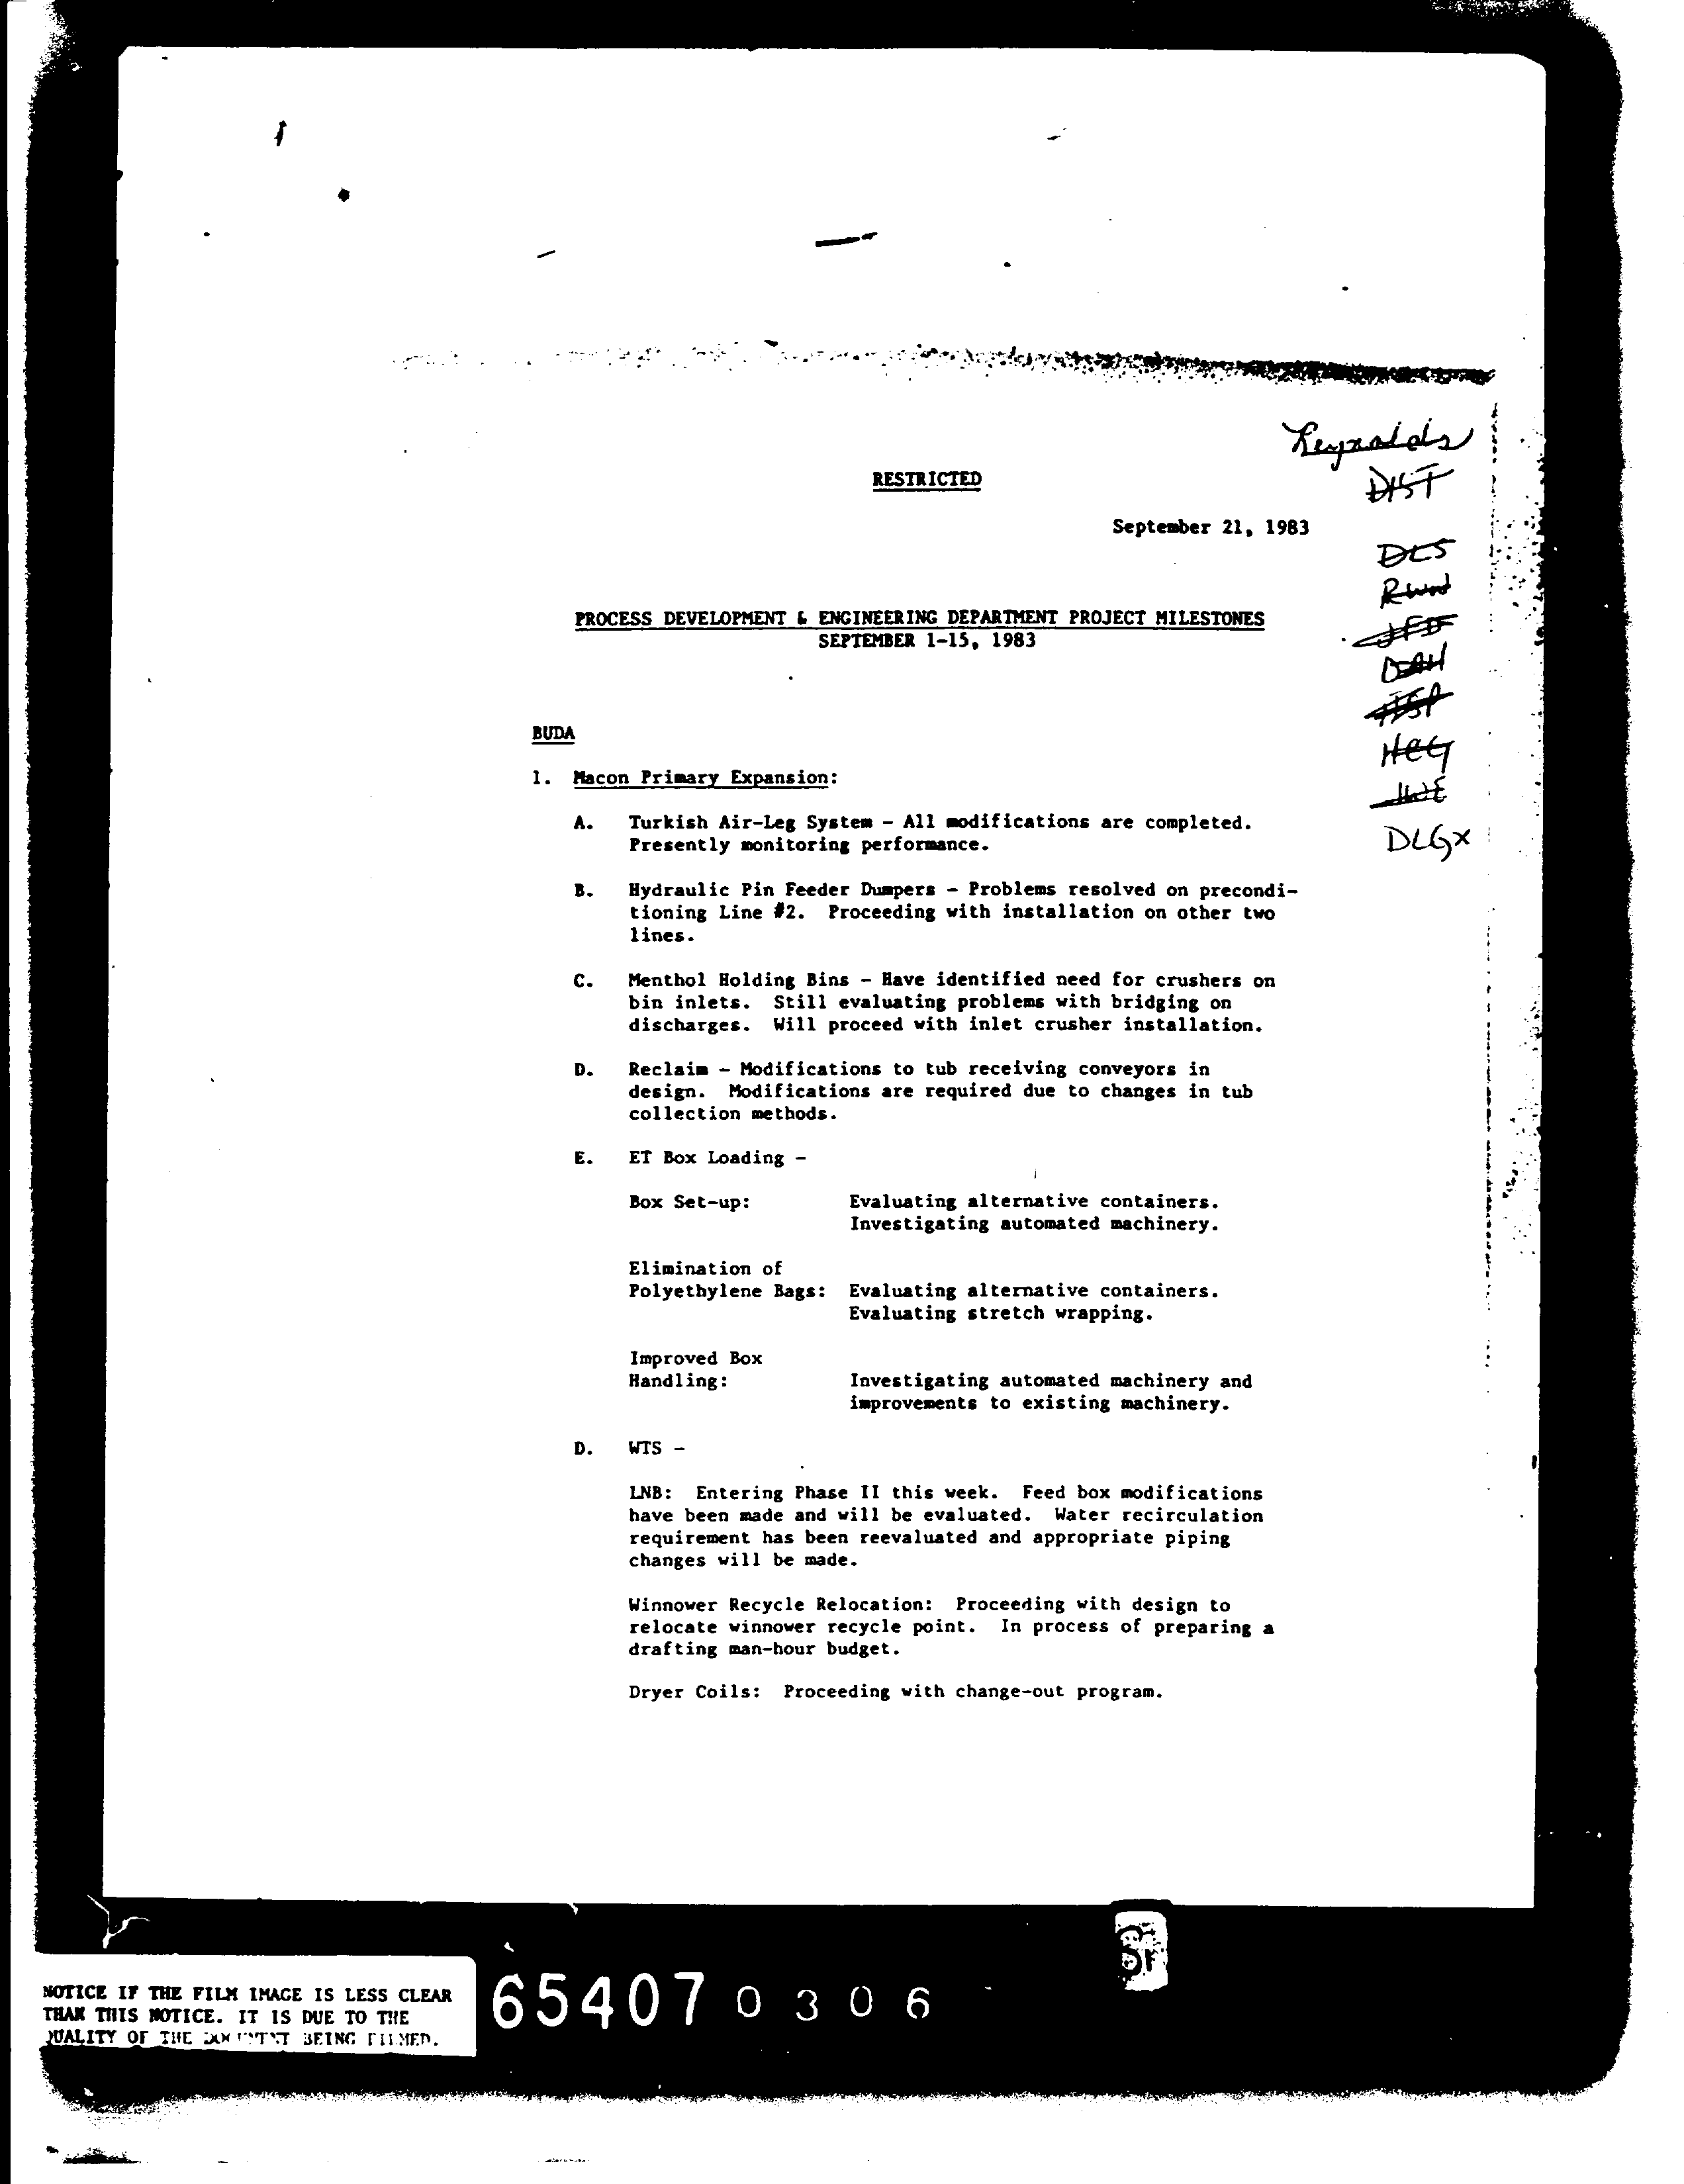 Reynolds
RESTRICTED
DIST
September 21, 1983
DLS
PROCESS DEVELOPMENT & ENGINEERING DEPARTMENT PROJECT MILESTONES
SEPTEMBER 1-15, 1983
BUDA
1. Macon Primary Expansion:
A. Turkish Air-Leg System - All modifications are completed.
Presently monitoring performance.
DLGx
B. Hydraulic Pin Feeder Dumpers - Problems resolved on precondi-
tioning Line #2. Proceeding with installation on other two
lines.
C. Menthol Holding Bins - Have identified need for crushers on
bin inlets. Still evaluating problems with bridging on
discharges. Will proceed with inlet crusher installation.
D. Reclaim - Modifications to tub receiving conveyors in
design. Modifications are required due to changes in tub
collection methods.
E. ET Box Loading -
Box Set-up: Evaluating alternative containers.
Investigating automated machinery.
Elimination of
Polyethylene Bags: Evaluating alternative containers.
Evaluating stretch wrapping.
Improved Box
Handling: Investigating automated machinery and
improvements to existing machinery.
D. WTS -
LNB: Entering Phase II this week. Feed box modifications
have been made and will be evaluated. Water recirculation
requirement has been reevaluated and appropriate piping
changes will be made.
Winnower Recycle Relocation: Proceeding with design to
relocate winnower recycle point. In process of preparing a
drafting man-hour budget.
Dryer Coils: Proceeding with change-out program.
NOTICE IF THE FILM IMAGE IS LESS CLEAR
THAN THIS NOTICE. IT IS DUE TO THE
QUALITY OF THE DOCUMENT BEING FILMED.
65407 0306